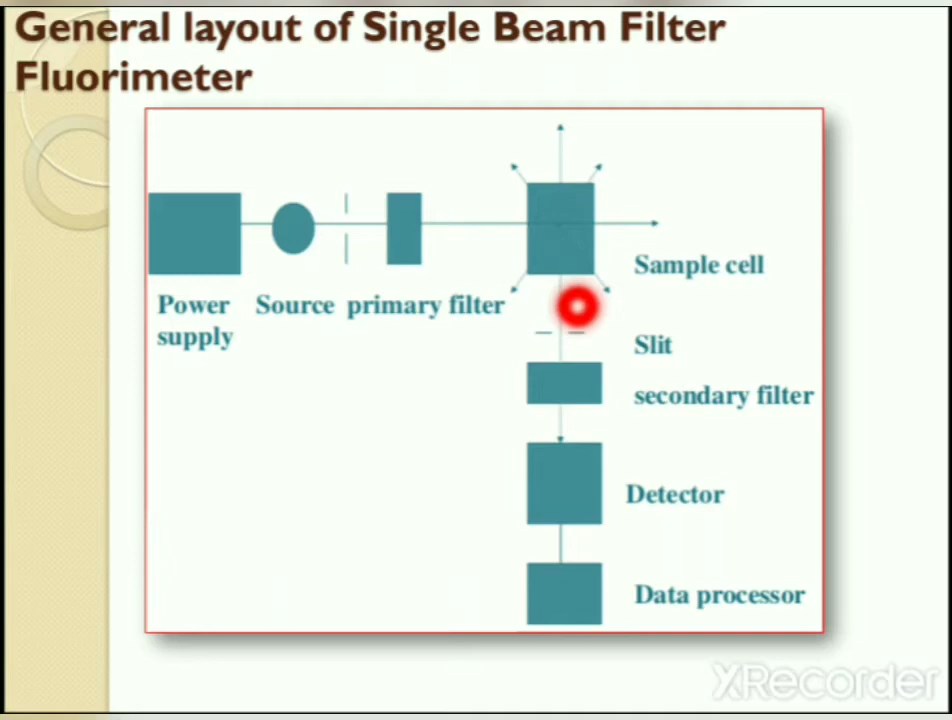 General layout of Single Beam Filter
Fluorimeter
Sample cell
Power
supply
Source
primary filter
Slit
secondary filter
Detector
Data processor
XRecorder